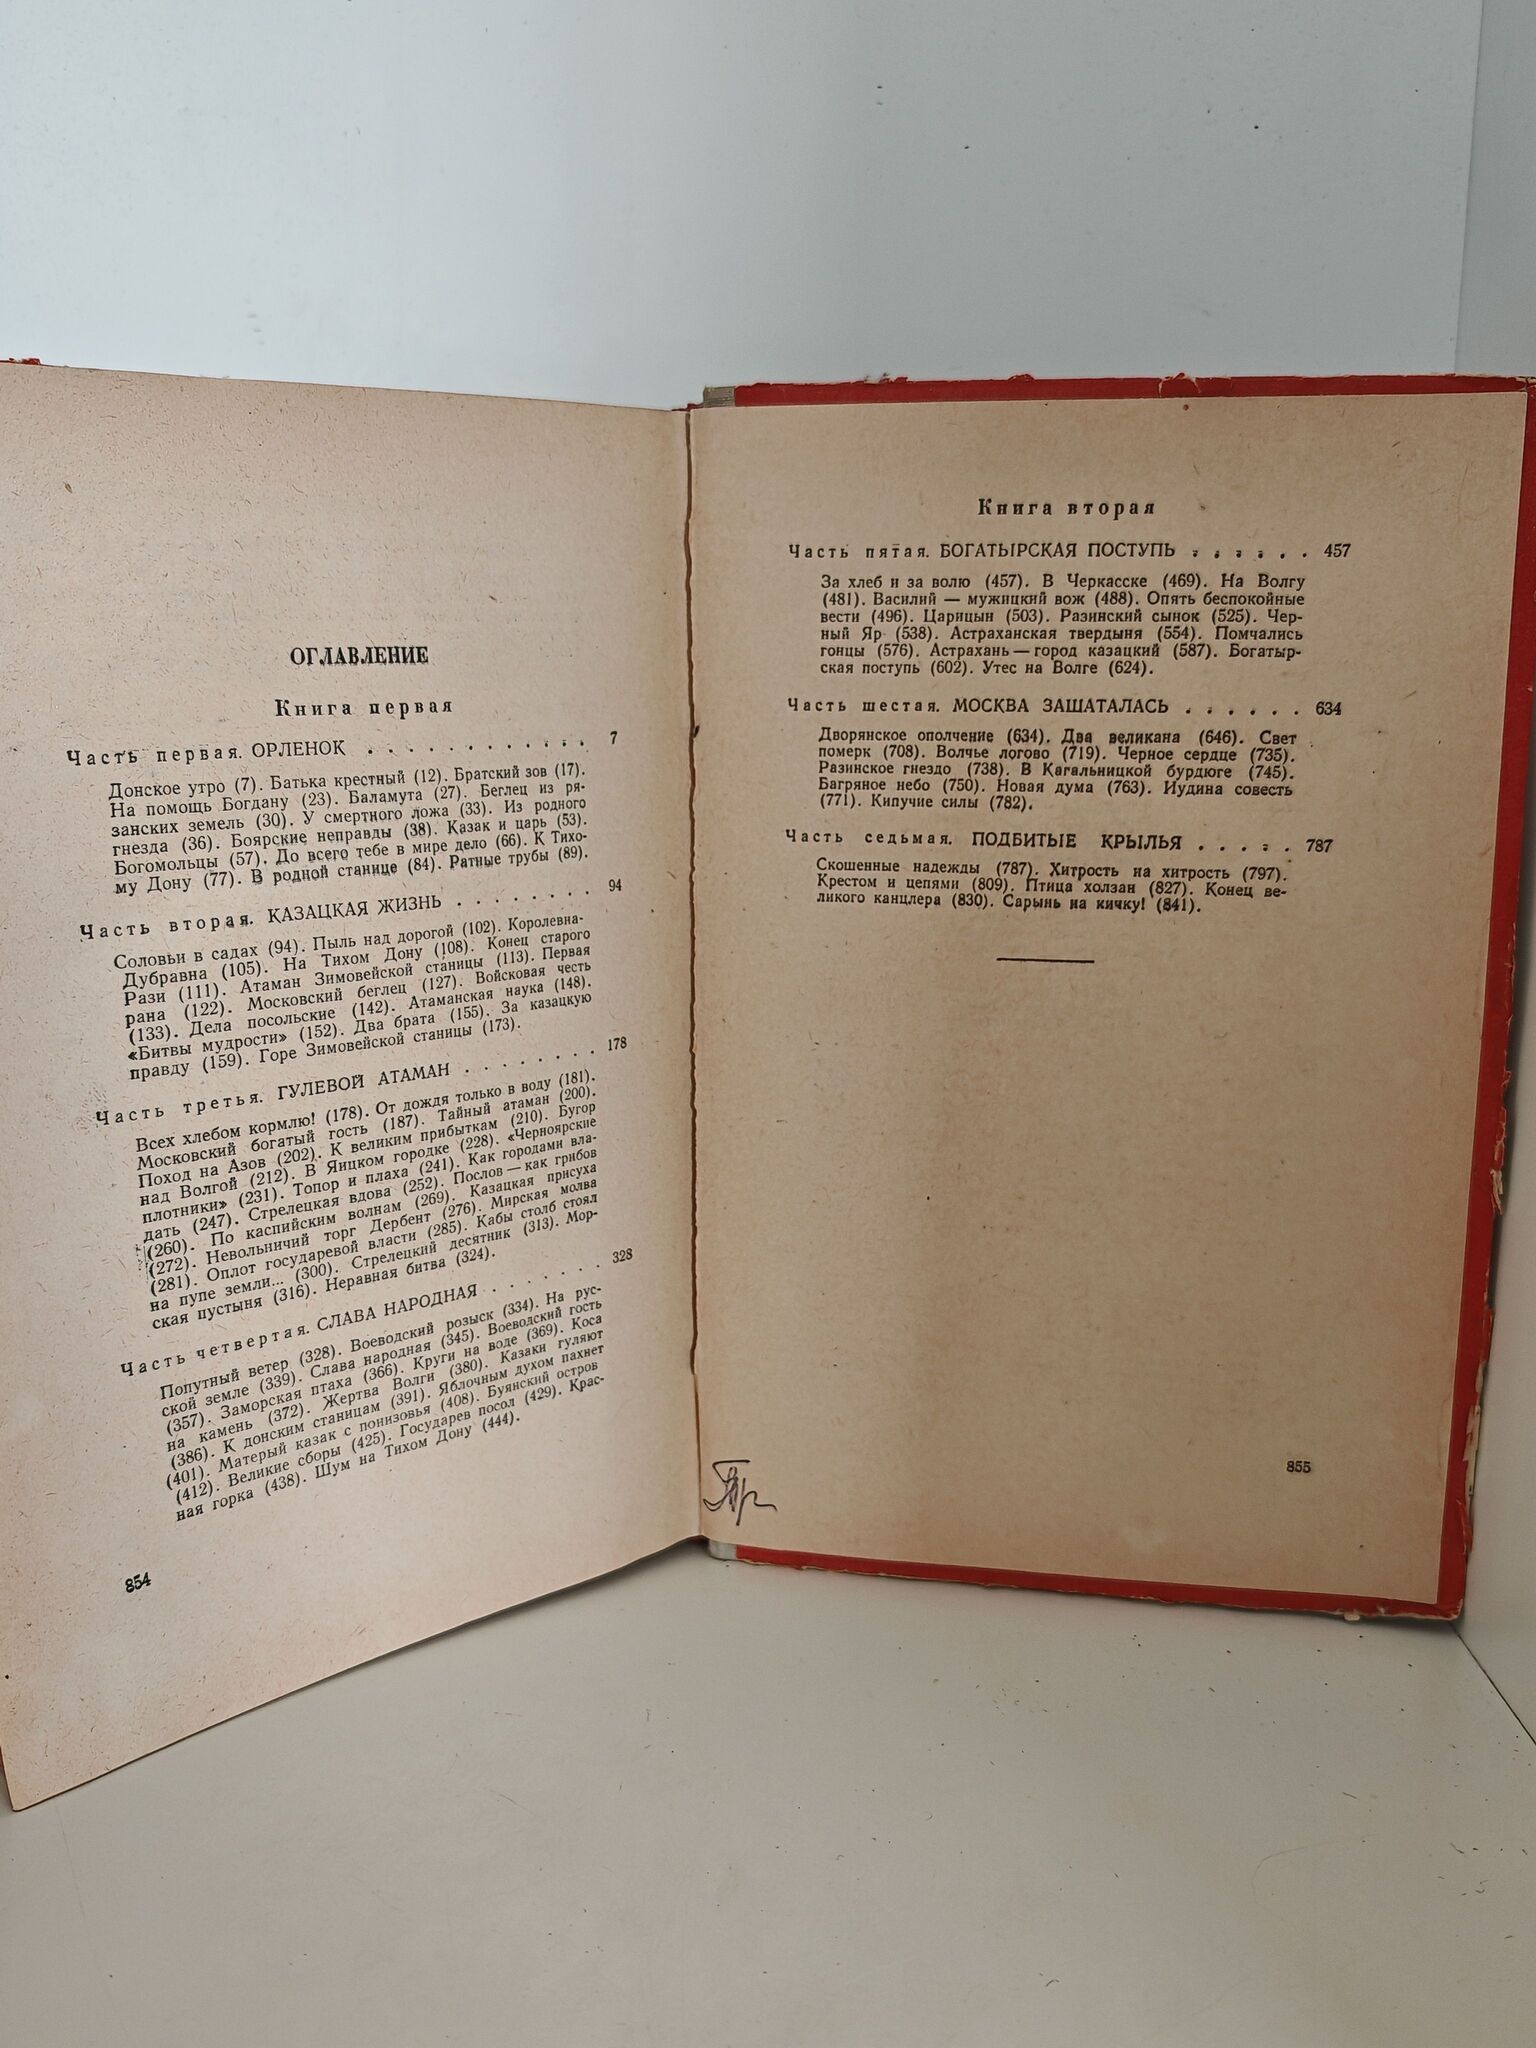 ОГЛАВЛЕНИЕ
Книга первая
Часть первая. ОРЛЕНОК . . . . . . . . . . . . 7
Донское утро (7). Батька крестный (12). Братский зов (17).
На помощь Богдану (23). Баламута (27). Беглец из ря-
занских земель (30). У смертного ложа (33). Из родного
гнезда (36). Боярские неправды (38). Казак и царь (53).
Богомольцы (57). До всего тебе в мире дело (66). К Тихо-
му Дону (77). В родной станице (84). Ратные трубы (89).
Часть вторая. КАЗАЦКАЯ ЖИЗНЬ . . . . . . . . 94
Соловьи в садах (94). Пыль над дорогой (102). Королевна-
Дубравна (105). На Тихом Дону (108). Конец старого
Рази (111). Атаман Зимовейской станицы (113). Первая
рана (122). Московский беглец (127). Войсковая честь
(133). Дела посольские (142). Атаманская наука (148).
«Битвы мудрости» (152). Два брата (155). За казацкую
правду (159). Горе Зимовейской станицы (173).
Часть третья. ГУЛЕВОЙ АТАМАН . . . . . . . . 178
Всех хлебом кормлю! (178). От дождя только в воду (181).
Московский богатый гость (187). Тайный атаман (200).
Поход на Азов (202). К великим прибыткам (210). Бугор
над Волгой (212). В Яицком городке (228). «Черноярские
плотники» (231). Топор и плаха (241). Как городами вла-
дать (247). Стрелецкая вдова (252). Послов — как грибов
(260). По каспийским волнам (269). Казацкая присуха
(272). Невольничий торг Дербент (276). Мирская молва
(281). Оплот государевой власти (285). Кабы столб стоял
на пупе земли... (300). Стрелецкий десятник (313). Мор-
ская пустыня (316). Неравная битва (324).
Часть четвертая. СЛАВА НАРОДНАЯ . . . . . . . 328
Попутный ветер (328). Воеводский розыск (334). На рус-
ской земле (339). Слава народная (345). Воеводский гость
(357). Заморская птаха (366). Круги на воде (369). Коса
на камень (372). Жертва Волги (380). Казаки гуляют
(386). К донским станицам (391). Яблочным духом пахнет
(401). Матерый казак с понизовья (408). Буянский остров
(412). Великие сборы (425). Государев посол (429). Крас-
ная горка (438). Шум на Тихом Дону (444).
854
Книга вторая
Часть пятая. БОГАТЫРСКАЯ ПОСТУПЬ . . . . . . 457
За хлеб и за волю (457). В Черкасске (469). На Волгу
(481). Василий — мужицкий вож (488). Опять беспокойные
вести (496). Царицын (503). Разинский сынок (525). Чер-
ный Яр (538). Астраханская твердыня (554). Помчались
гонцы (576). Астрахань — город казацкий (587). Богатыр-
ская поступь (602). Утес на Волге (624).
Часть шестая. МОСКВА ЗАШАТАЛАСЬ . . . . . . 634
Дворянское ополчение (634). Два великана (646). Свет
померк (708). Волчье логово (719). Черное сердце (735).
Разинское гнездо (738). В Кагальницкой бурдюге (745).
Багряное небо (750). Новая дума (763). Иудина совесть
(771). Кипучие силы (782).
Часть седьмая. ПОДБИТЫЕ КРЫЛЬЯ . . . . . 787
Скошенные надежды (787). Хитрость на хитрость (797).
Крестом и цепями (809). Птица холзан (827). Конец ве-
ликого канцлера (830). Сарынь на кичку! (841).
855